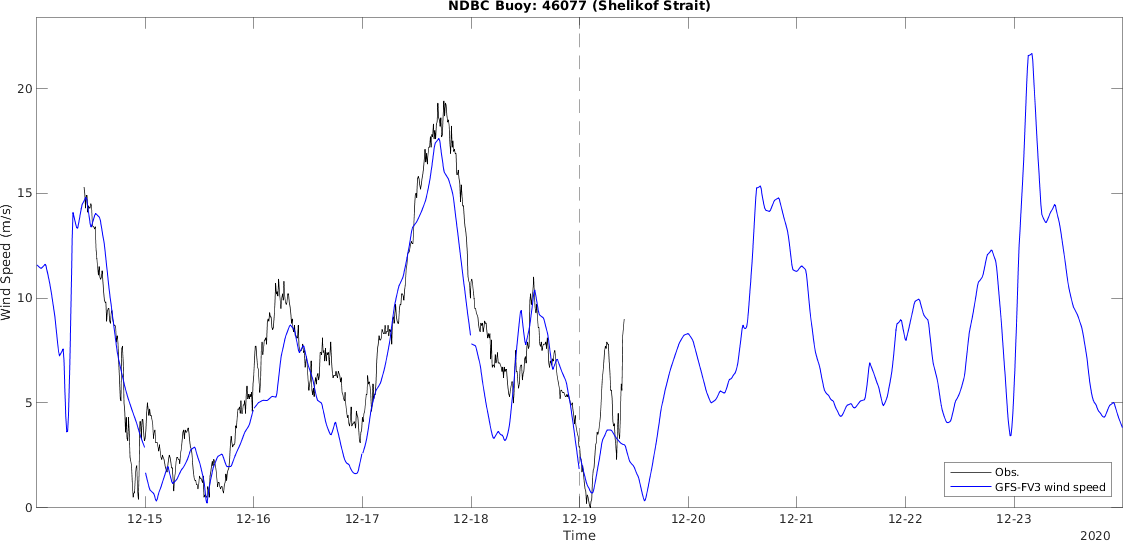 NDBC Buoy: 46077 (Shelikof Strait)
20
15
10
5
0
Wind Speed (m/s)
12-15 12-16 12-17 12-18 12-19 12-20 12-21 12-22 12-23
Time
2020
Obs.
GFS-FV3 wind speed